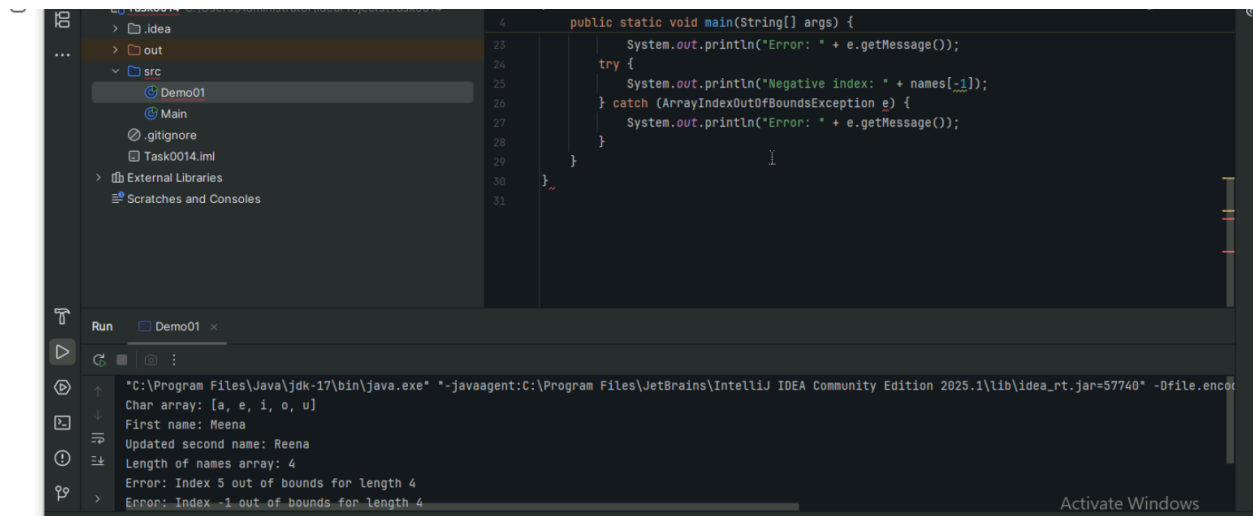 .idea
out
src
Demo01
Main
.gitignore
Task0014.iml
External Libraries
Scratches and Consoles
4 public static void main(String[] args) {
23 System.out.println("Error: " + e.getMessage());
24 try {
25 System.out.println("Negative index: " + names[-1]);
26 } catch (ArrayIndexOutOfBoundsException e) {
27 System.out.println("Error: " + e.getMessage());
28 }
29 }
30 }
31
Run Demo01 ×
"C:\Program Files\Java\jdk-17\bin\java.exe" "-javaagent:C:\Program Files\JetBrains\IntelliJ IDEA Community Edition 2025.1\lib\idea_rt.jar=57740" -Dfile.encod
Char array: [a, e, i, o, u]
First name: Meena
Updated second name: Reena
Length of names array: 4
Error: Index 5 out of bounds for length 4
Error: Index -1 out of bounds for length 4
Activate Windows